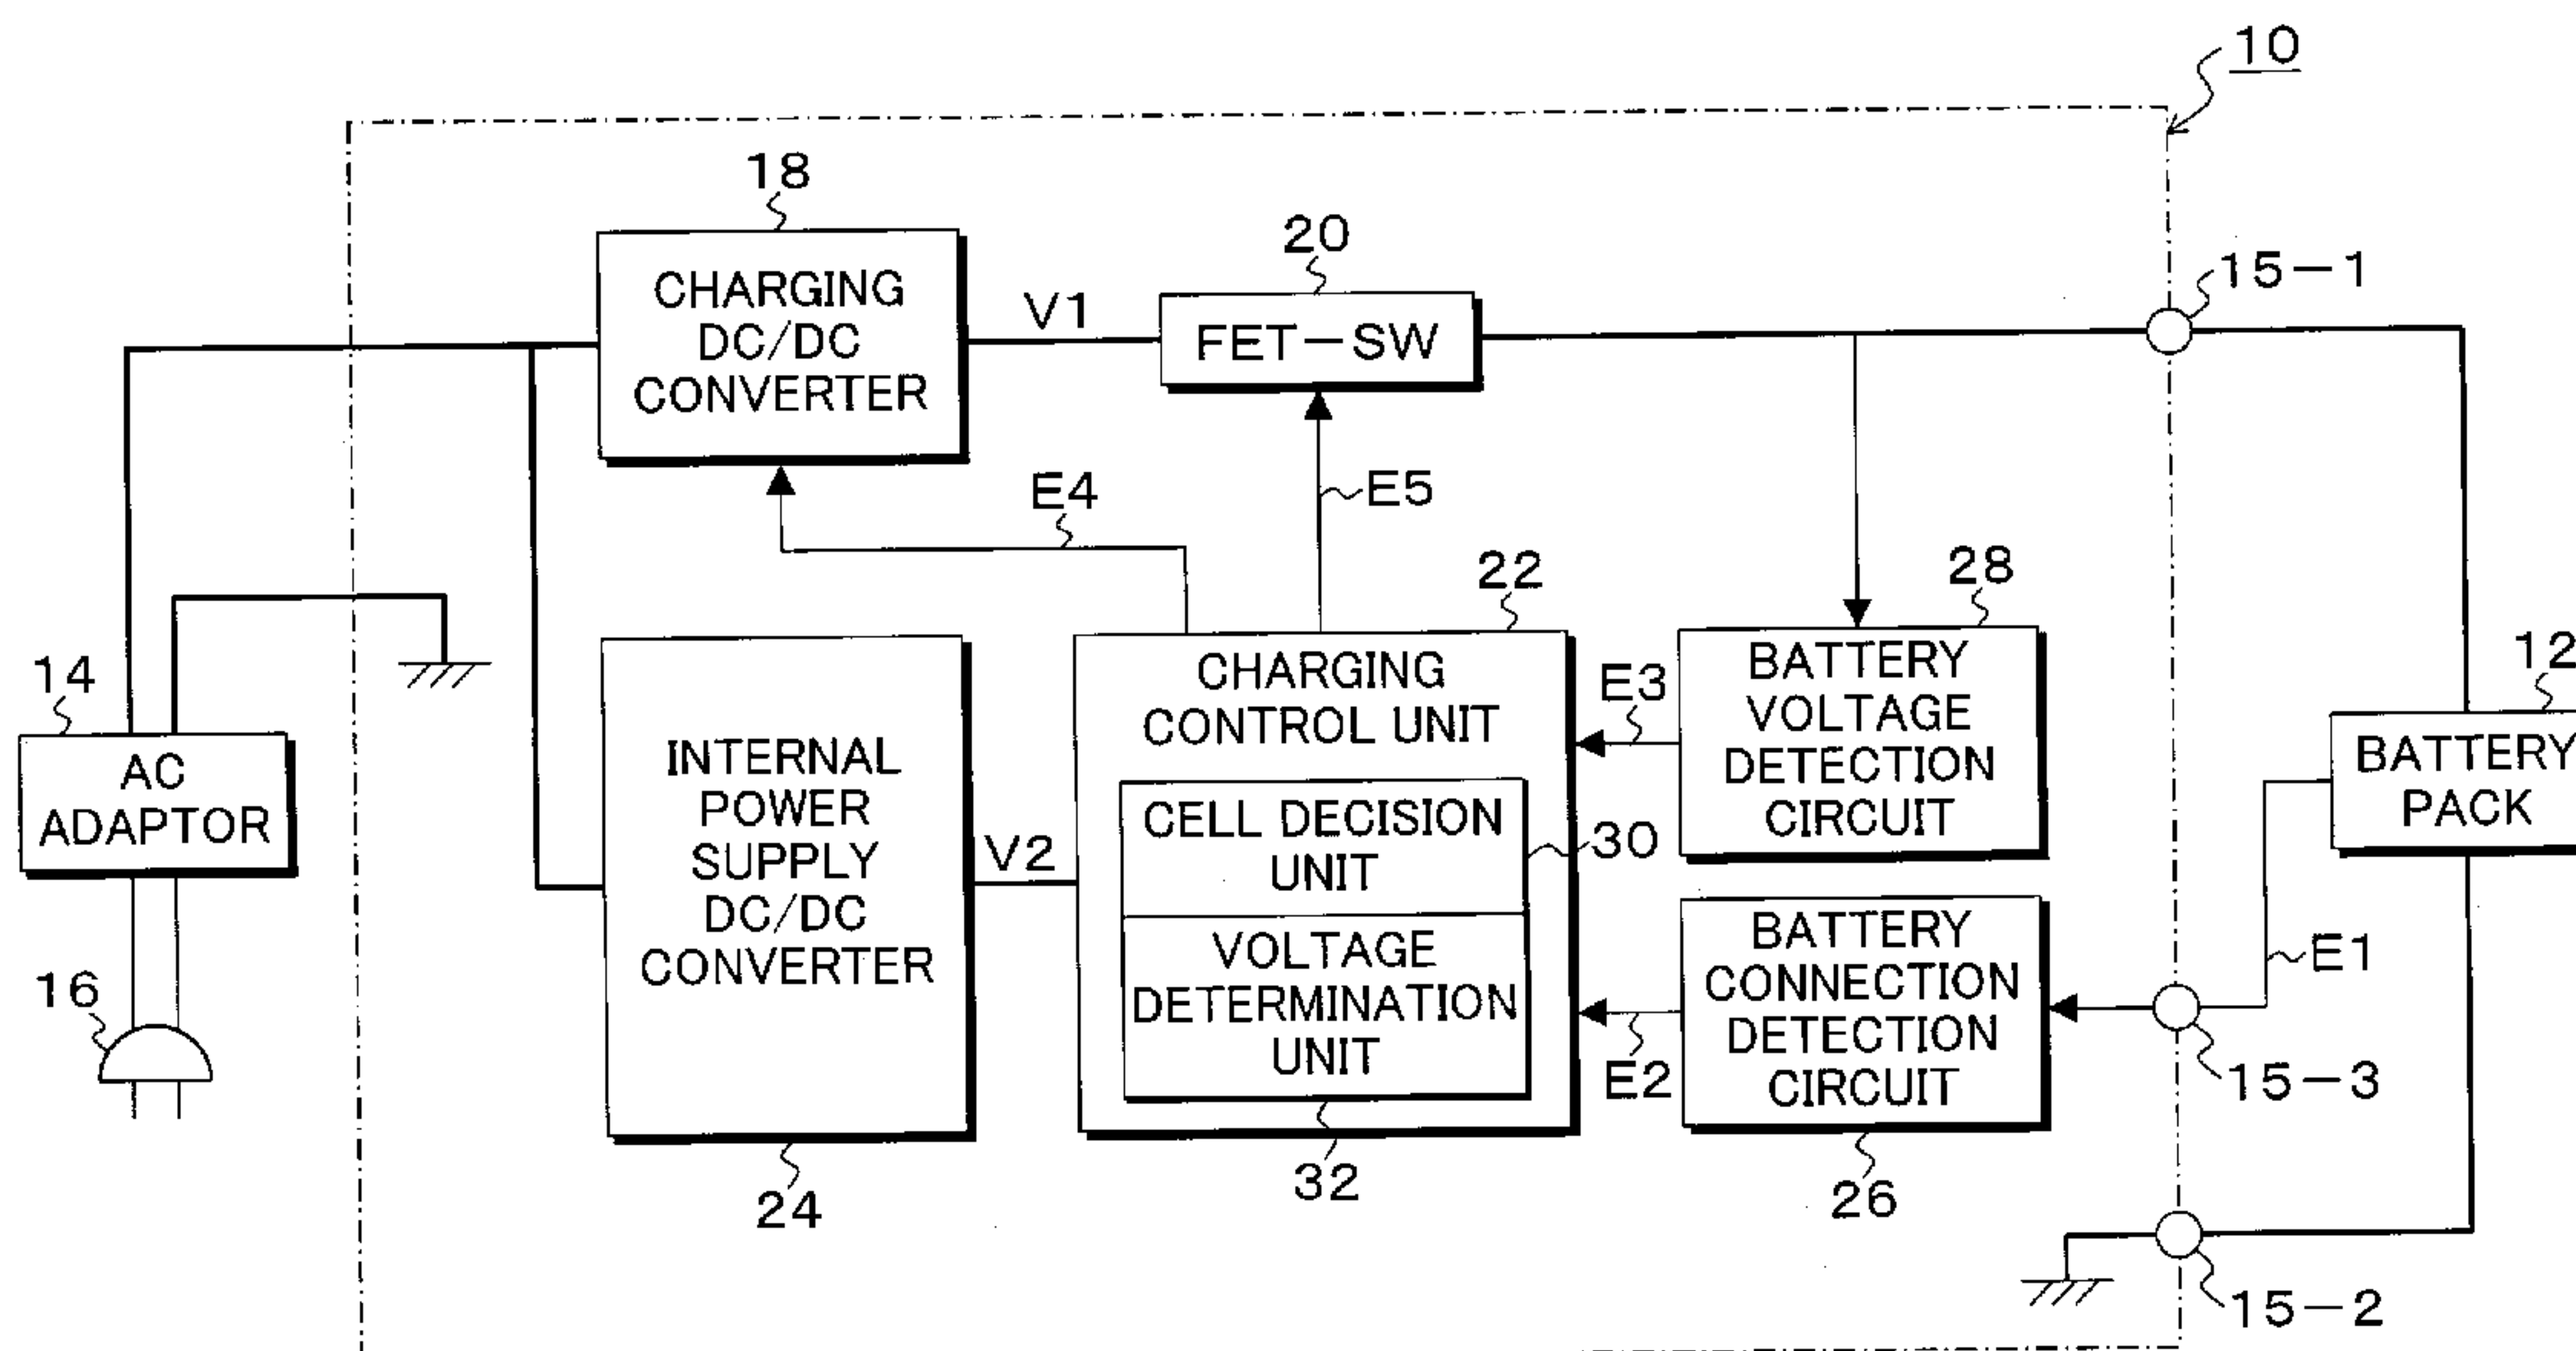 10
18
20
15-1
CHARGING
DC/DC
CONVERTER
V1
FET-SW
E4
E5
22
28
14
12
AC
ADAPTOR
INTERNAL
POWER
SUPPLY
DC/DC
CONVERTER
V2
CHARGING
CONTROL UNIT
CELL DECISION
UNIT
30
VOLTAGE
DETERMINATION
UNIT
E3
BATTERY
VOLTAGE
DETECTION
CIRCUIT
BATTERY
PACK
E2
BATTERY
CONNECTION
DETECTION
CIRCUIT
E1
16
15-3
24
32
26
15-2